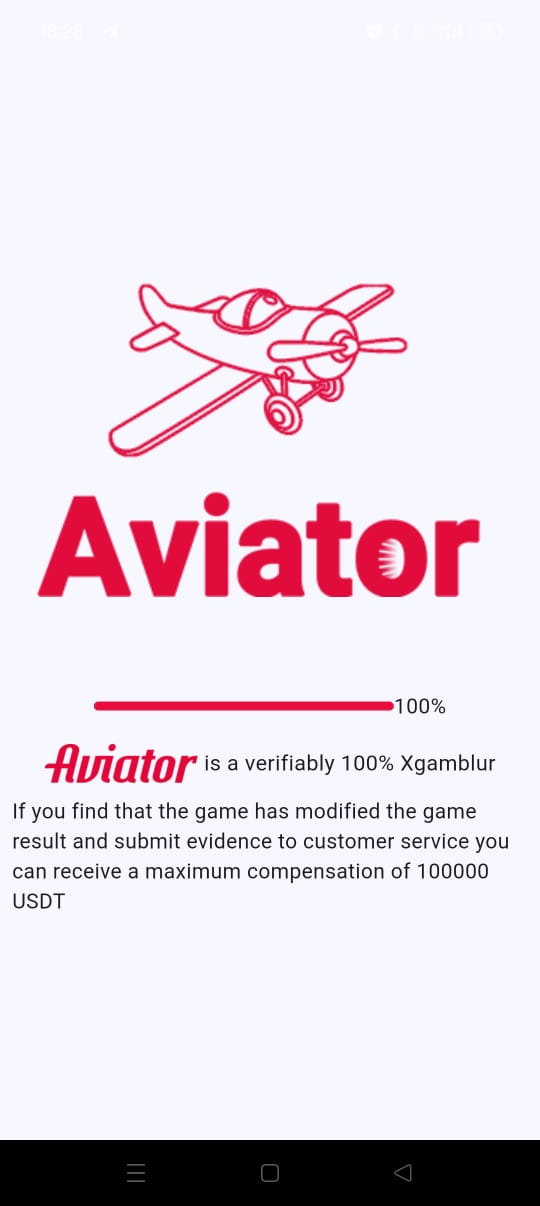 Aviator
100%
Aviator is a verifiably 100% Xgamblur
If you find that the game has modified the game
result and submit evidence to customer service you
can receive a maximum compensation of 100000
USDT